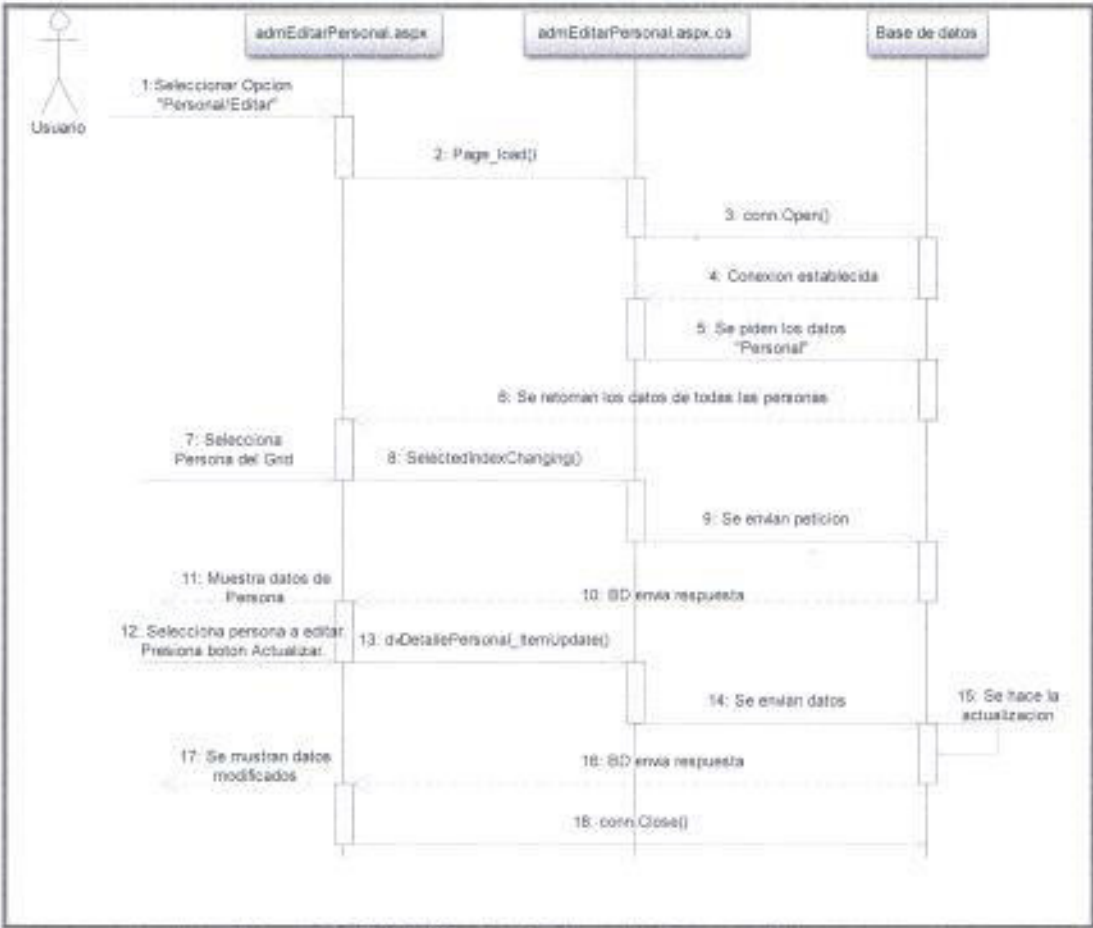 admEditarPersonal.aspx
admEditarPersonal.aspx.cs
Base de datos
Usuario
1:Seleccionar Opcion
"Personal/Editar"
2: Page_load()
3: conn.Open()
4: Conexion establecida
5: Se piden los datos
"Personal"
6: Se retornan los datos de todas las personas
7: Selecciona
Persona del Grid
8: SelectedIndexChanging()
9: Se envian peticion
10: BD envia respuesta
11: Muestra datos de
Persona
12: Selecciona persona a editar.
Presiona boton Actualizar.
13: dvDetallePersonal_ItemUpdate()
14: Se envian datos
15: Se hace la
actualizacion
16: BD envia respuesta
17: Se mustran datos
modificados
18: conn.Close()